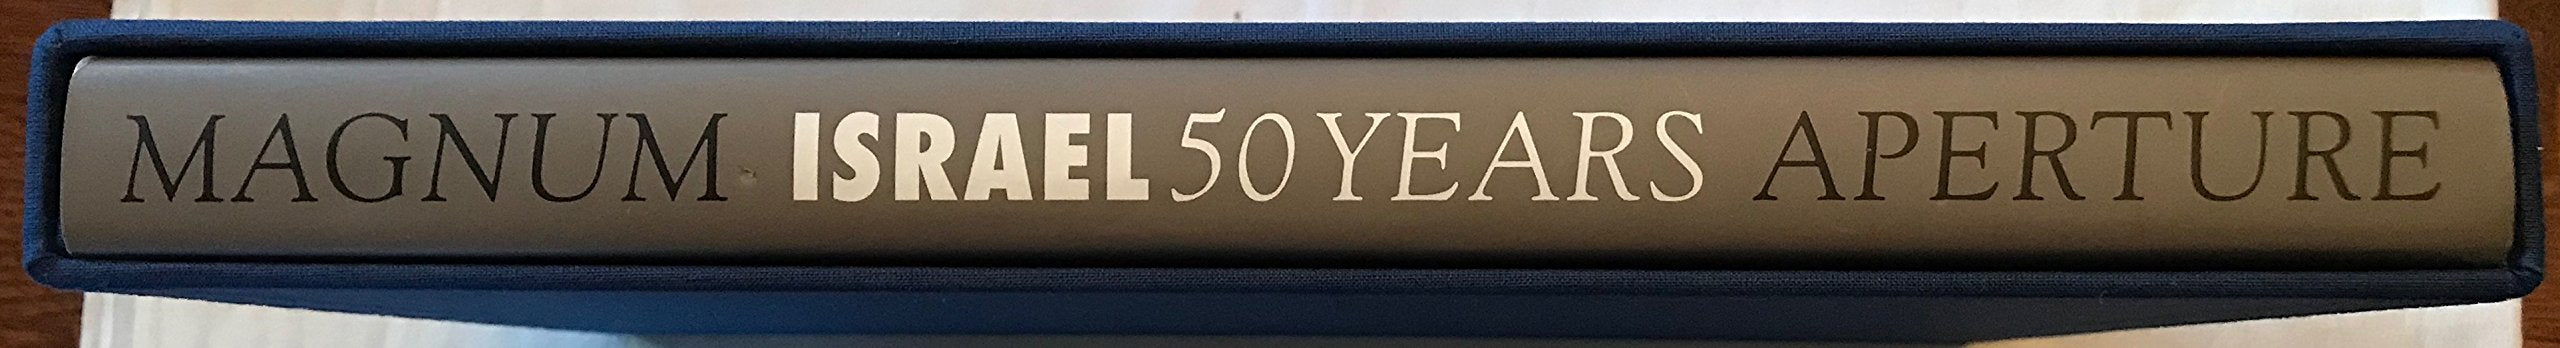 MAGNUM ISRAEL 50 YEARS APERTURE